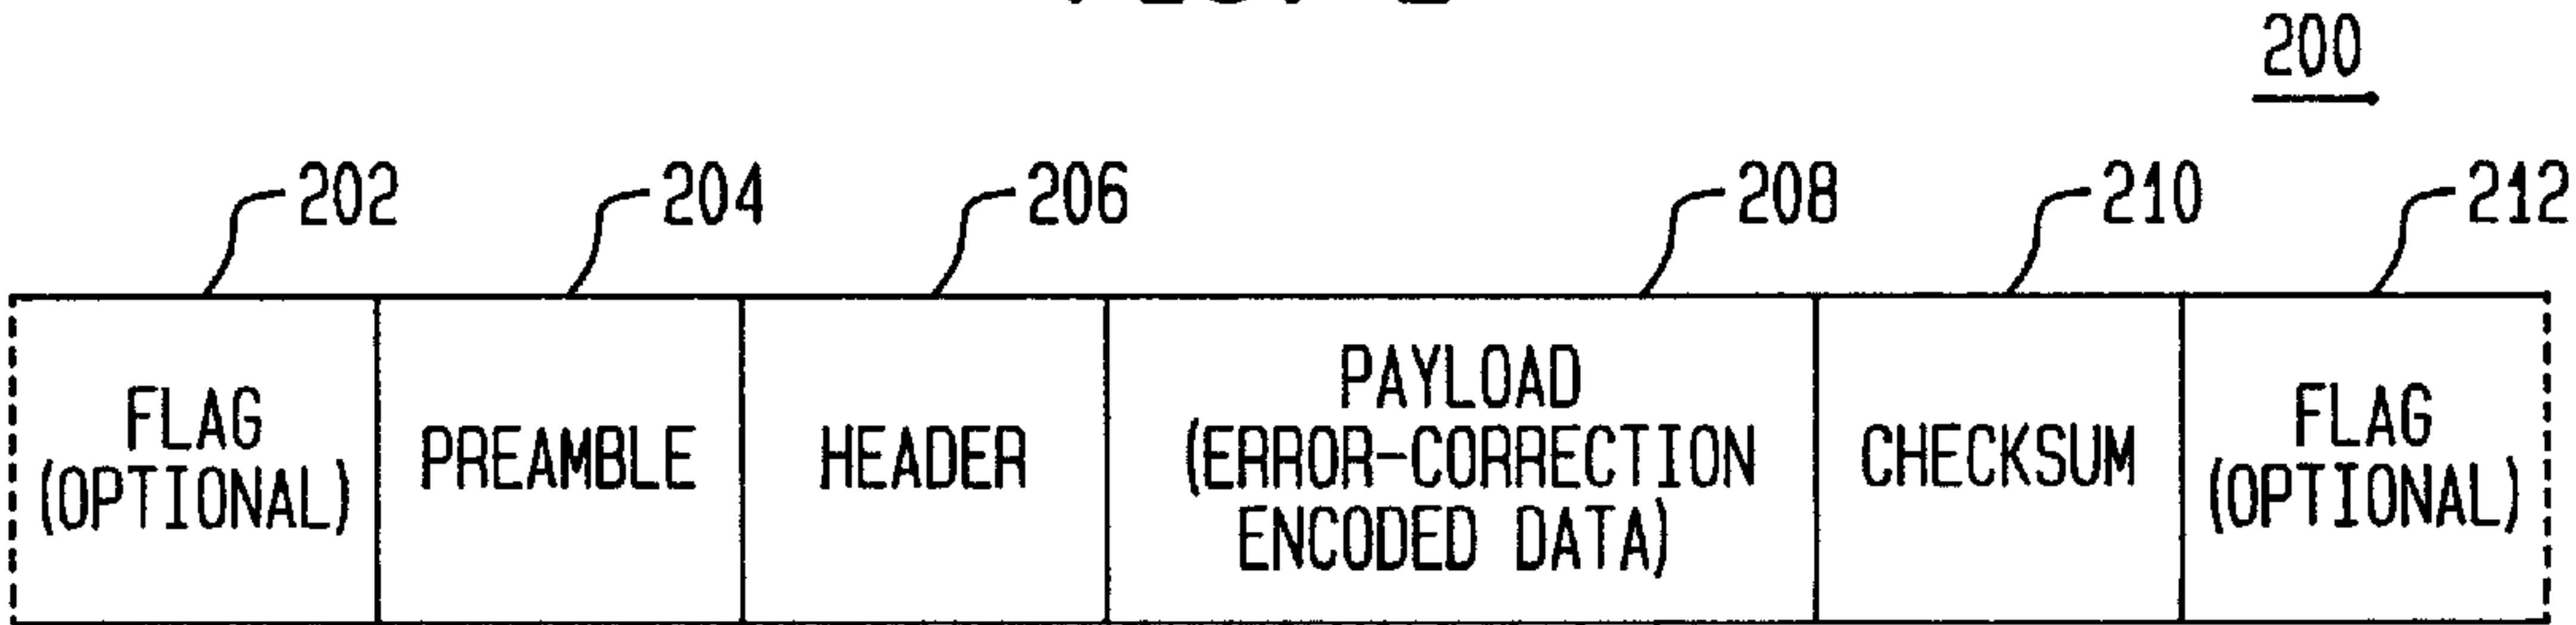 200
202
204
206
208
210
212
FLAG
(OPTIONAL)
PREAMBLE
HEADER
PAYLOAD
(ERROR-CORRECTION
ENCODED DATA)
CHECKSUM
FLAG
(OPTIONAL)